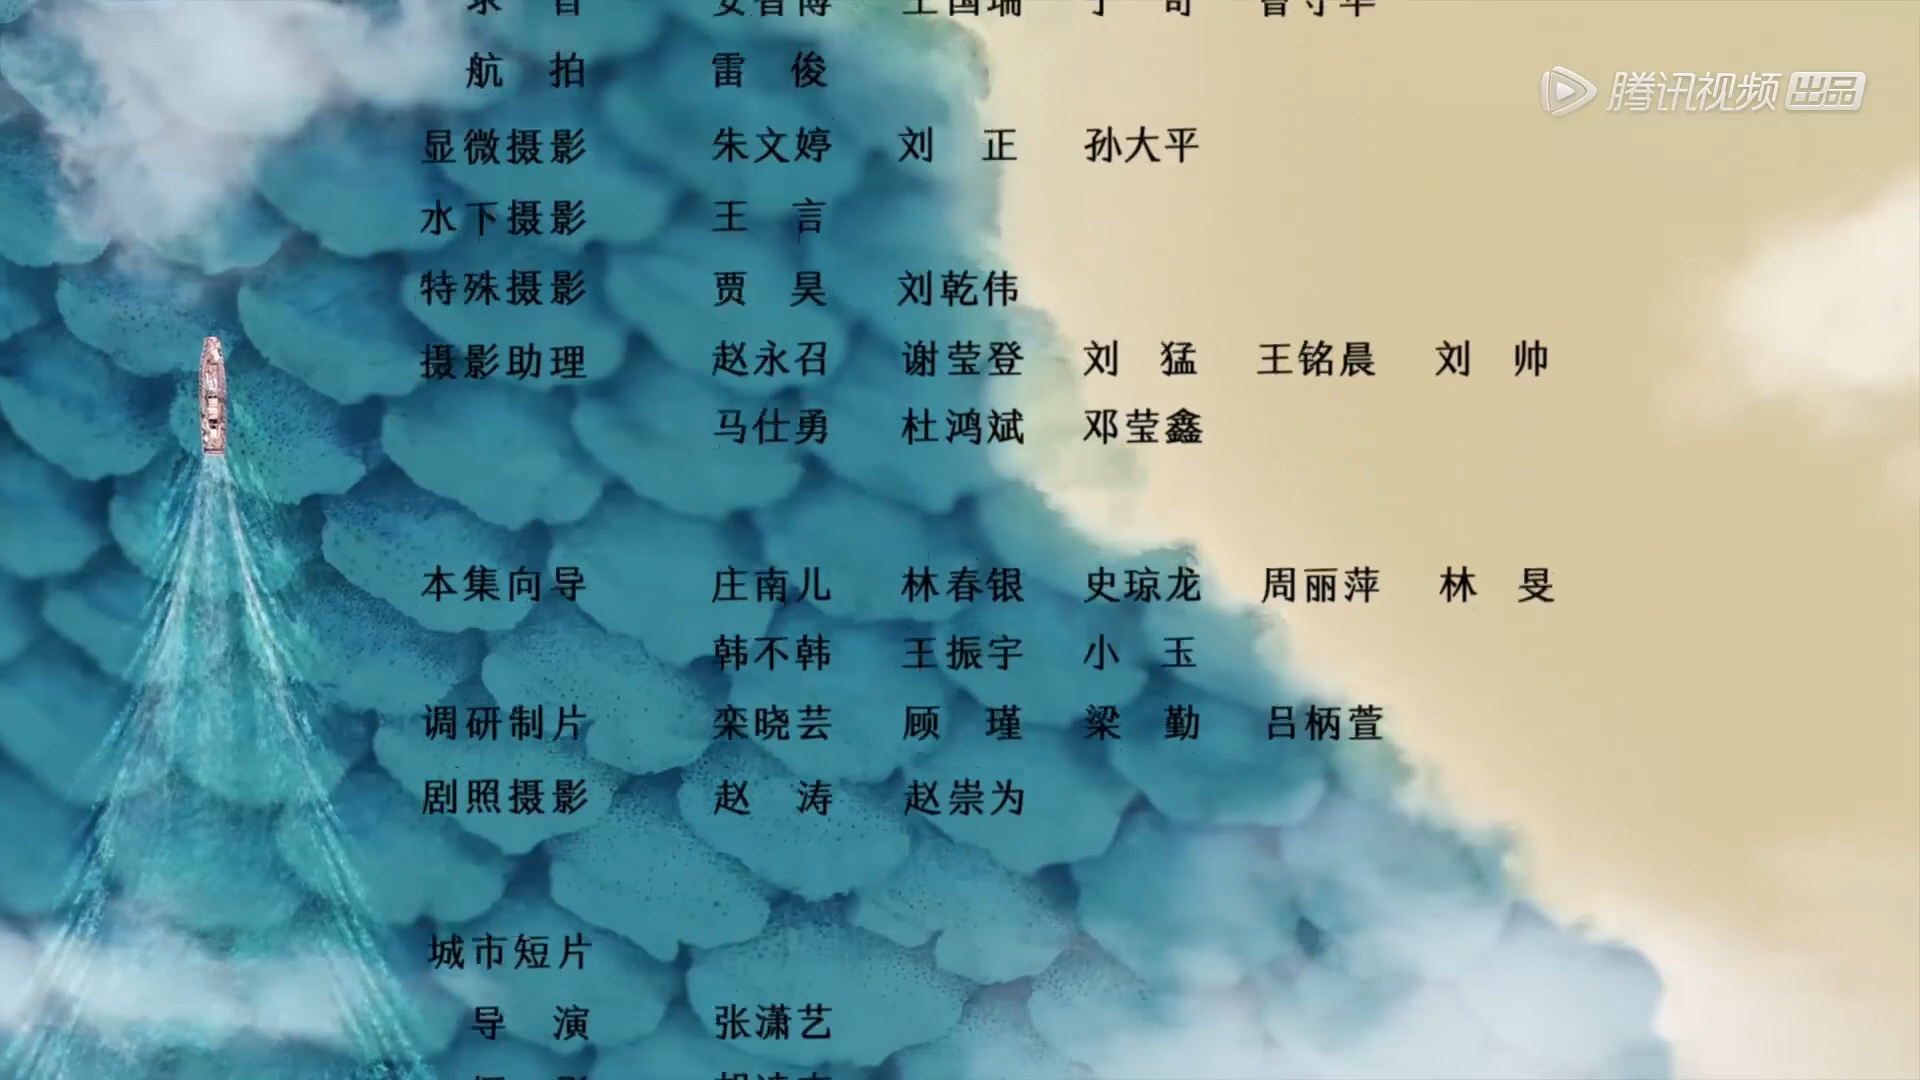 腾讯视频 出品
航 拍 雷 俊
显微摄影 朱文婷 刘 正 孙大平
水下摄影 王 言
特殊摄影 贾 昊 刘乾伟
摄影助理 赵永召 谢莹登 刘 猛 王铭晨 刘 帅
马仕勇 杜鸿斌 邓莹鑫
本集向导 庄南儿 林春银 史琼龙 周丽萍 林 旻
韩不韩 王振宇 小 玉
调研制片 栾晓芸 顾 瑾 梁 勤 吕柄萱
剧照摄影 赵 涛 赵崇为
城市短片
导 演 张潇艺